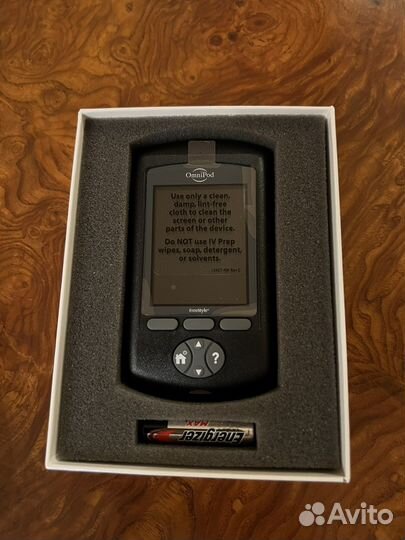 OmniPod
Use only a clean,
damp, lint-free
cloth to clean the
screen or other
parts of the device.
Do NOT use IV Prep
wipes, soap, detergent,
or solvents.
FreeStyle
?
Energizer
MAX
Avito